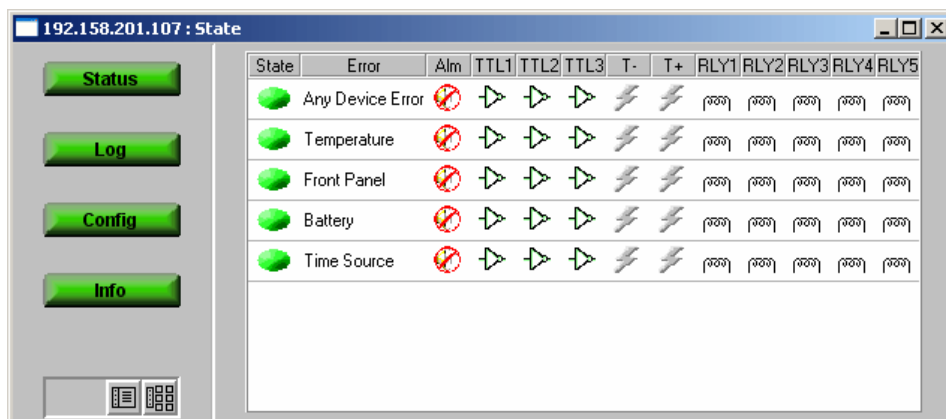 192.158.201.107 : State
Status
Log
Config
Info
State Error Alm TTL1 TTL2 TTL3 T- T+ RLY1 RLY2 RLY3 RLY4 RLY5
Any Device Error
Temperature
Front Panel
Battery
Time Source